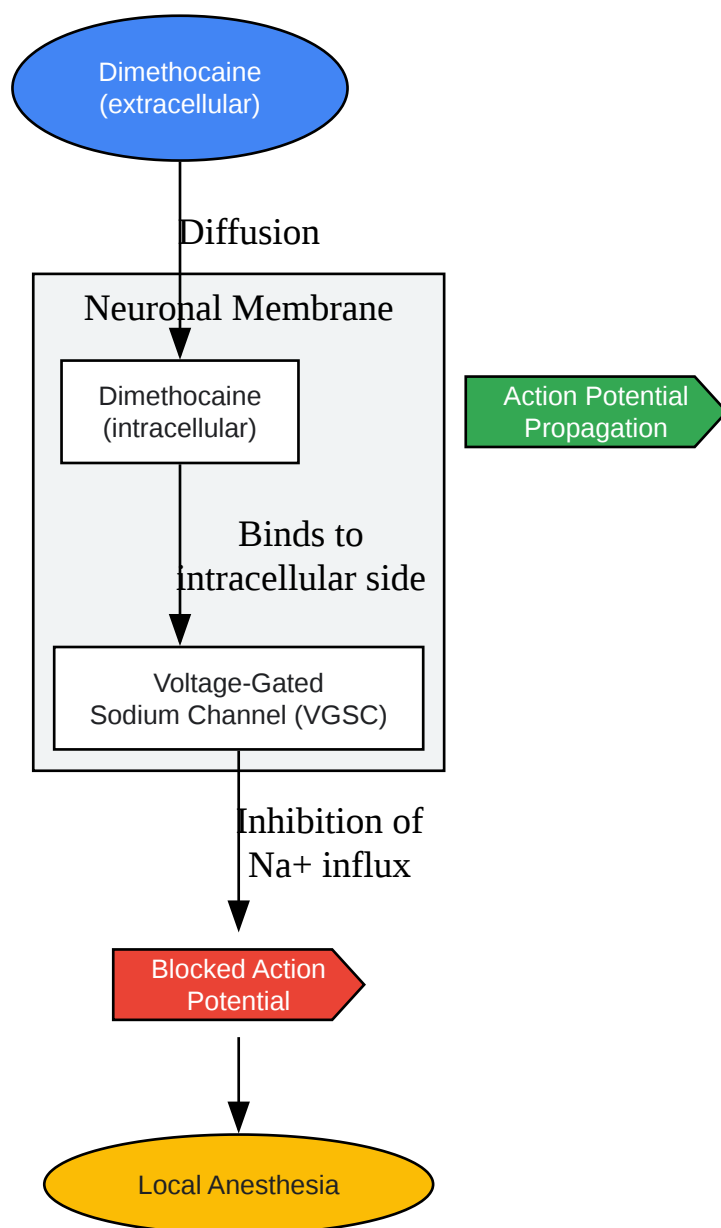 Dimethocaine
(extracellular)
Diffusion
Neuronal Membrane
Dimethocaine
(intracellular)
Action Potential
Propagation
Binds to
intracellular side
Voltage-Gated
Sodium Channel (VGSC)
Inhibition of
Na+ influx
Blocked Action
Potential
Local Anesthesia